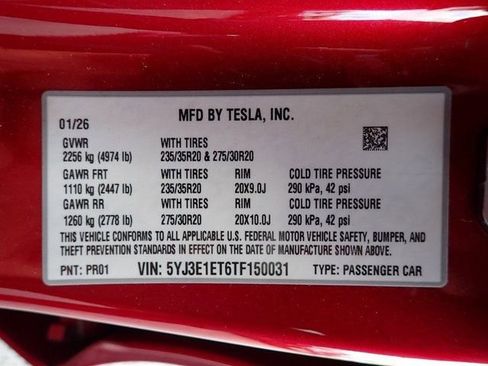 MFD BY TESLA, INC.
01/26
GVWR WITH TIRES
2256 kg (4974 lb) 235/35R20 & 275/30R20
GAWR FRT WITH TIRES RIM COLD TIRE PRESSURE
1110 kg (2447 lb) 235/35R20 20X9.0J 290 kPa, 42 psi
GAWR RR WITH TIRES RIM COLD TIRE PRESSURE
1260 kg (2778 lb) 275/30R20 20X10.0J 290 kPa, 42 psi
THIS VEHICLE CONFORMS TO ALL APPLICABLE U.S. FEDERAL MOTOR VEHICLE SAFETY, BUMPER, AND
THEFT PREVENTION STANDARDS IN EFFECT ON THE DATE OF MANUFACTURE SHOWN ABOVE.
PNT: PR01 VIN: 5YJ3E1ET6TF150031 TYPE: PASSENGER CAR